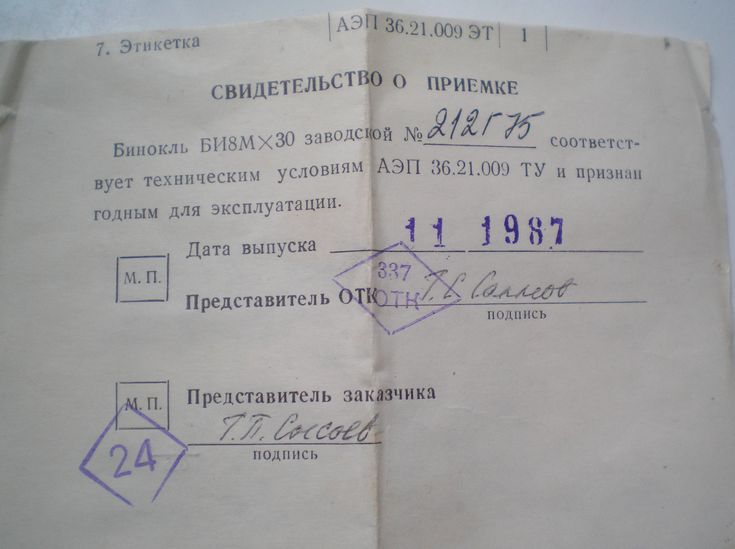 7. Этикетка АЭП 36.21.009 ЭТ 1
СВИДЕТЕЛЬСТВО О ПРИЕМКЕ
Бинокль БИ8М×30 заводской № 212Г75 соответст-
вует техническим условиям АЭП 36.21.009 ТУ и признан
годным для эксплуатации.
Дата выпуска 11 1987
М. П.
337
Представитель ОТК
ОТК
подпись
М. П.
Представитель заказчика
24
подпись